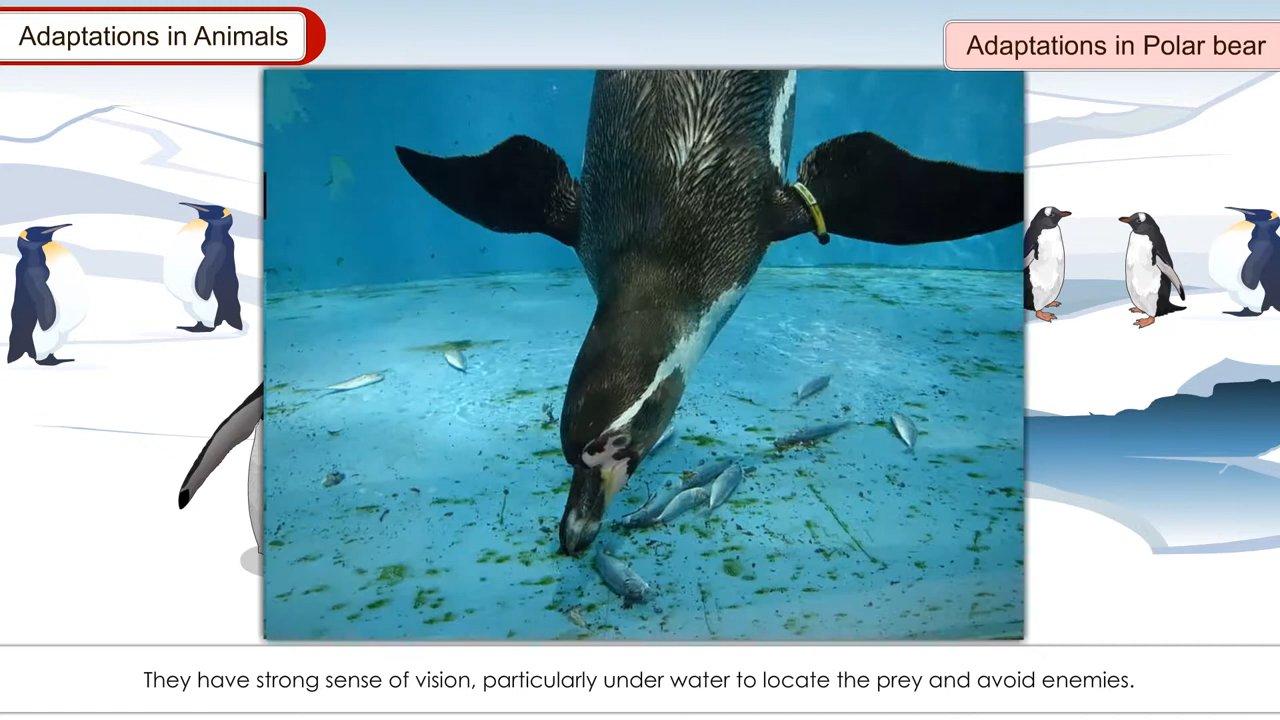 Adaptations in Animals
Adaptations in Polar bear
They have strong sense of vision, particularly under water to locate the prey and avoid enemies.